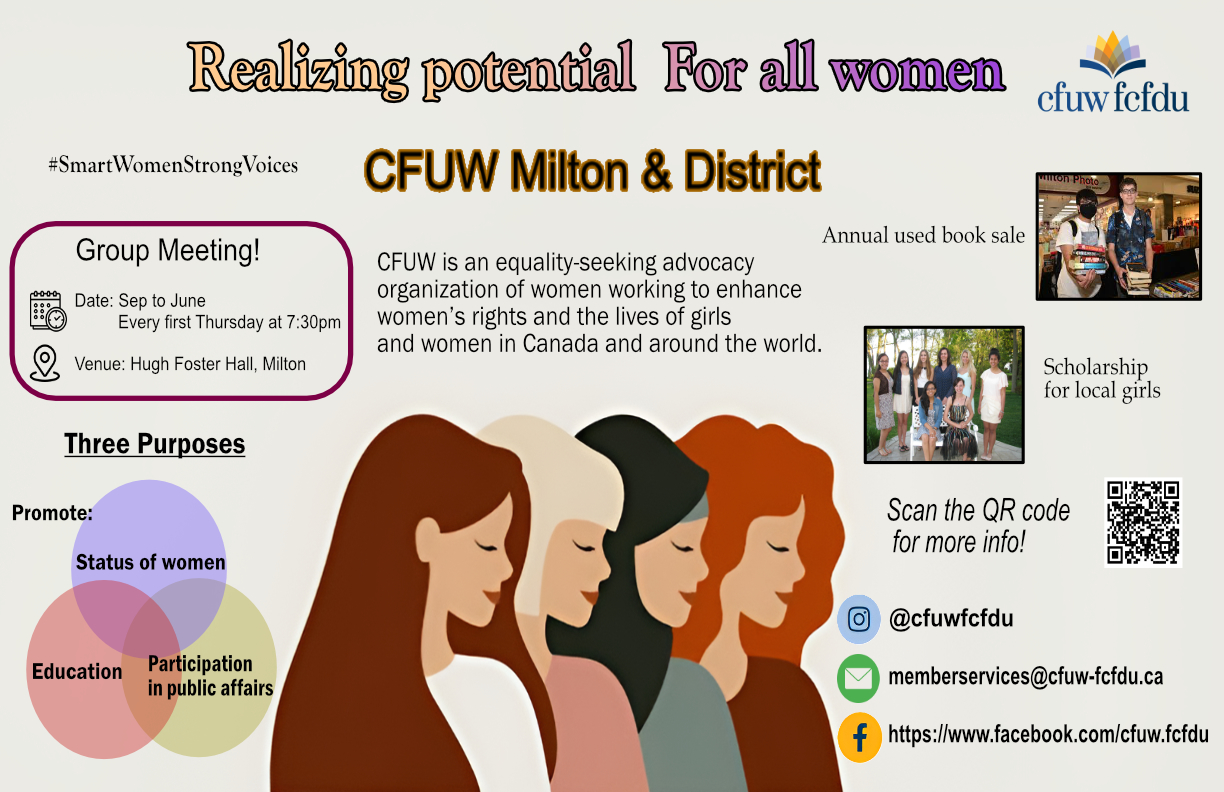 Realizing potential For all women
cfuw fcfdu
#SmartWomenStrongVoices
CFUW Milton & District
Group Meeting!
Date: Sep to June
Every first Thursday at 7:30pm
Venue: Hugh Foster Hall, Milton
CFUW is an equality-seeking advocacy
organization of women working to enhance
women's rights and the lives of girls
and women in Canada and around the world.
Annual used book sale
Milton Photo
Scholarship
for local girls
Three Purposes
Promote:
Status of women
Education
Participation
in public affairs
Scan the QR code
for more info!
@cfuwfcfdu
memberservices@cfuw-fcfdu.ca
https://www.facebook.com/cfuw.fcfdu